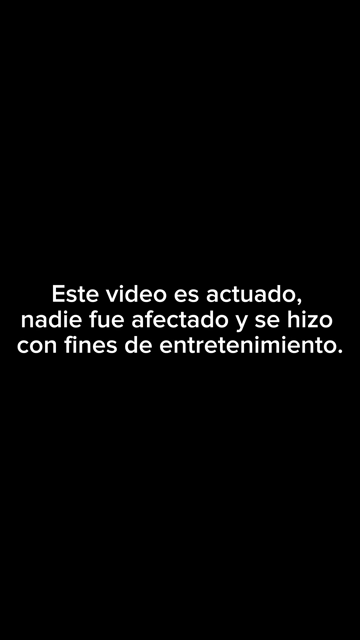 Este video es actuado,
nadie fue afectado y se hizo
con fines de entretenimiento.